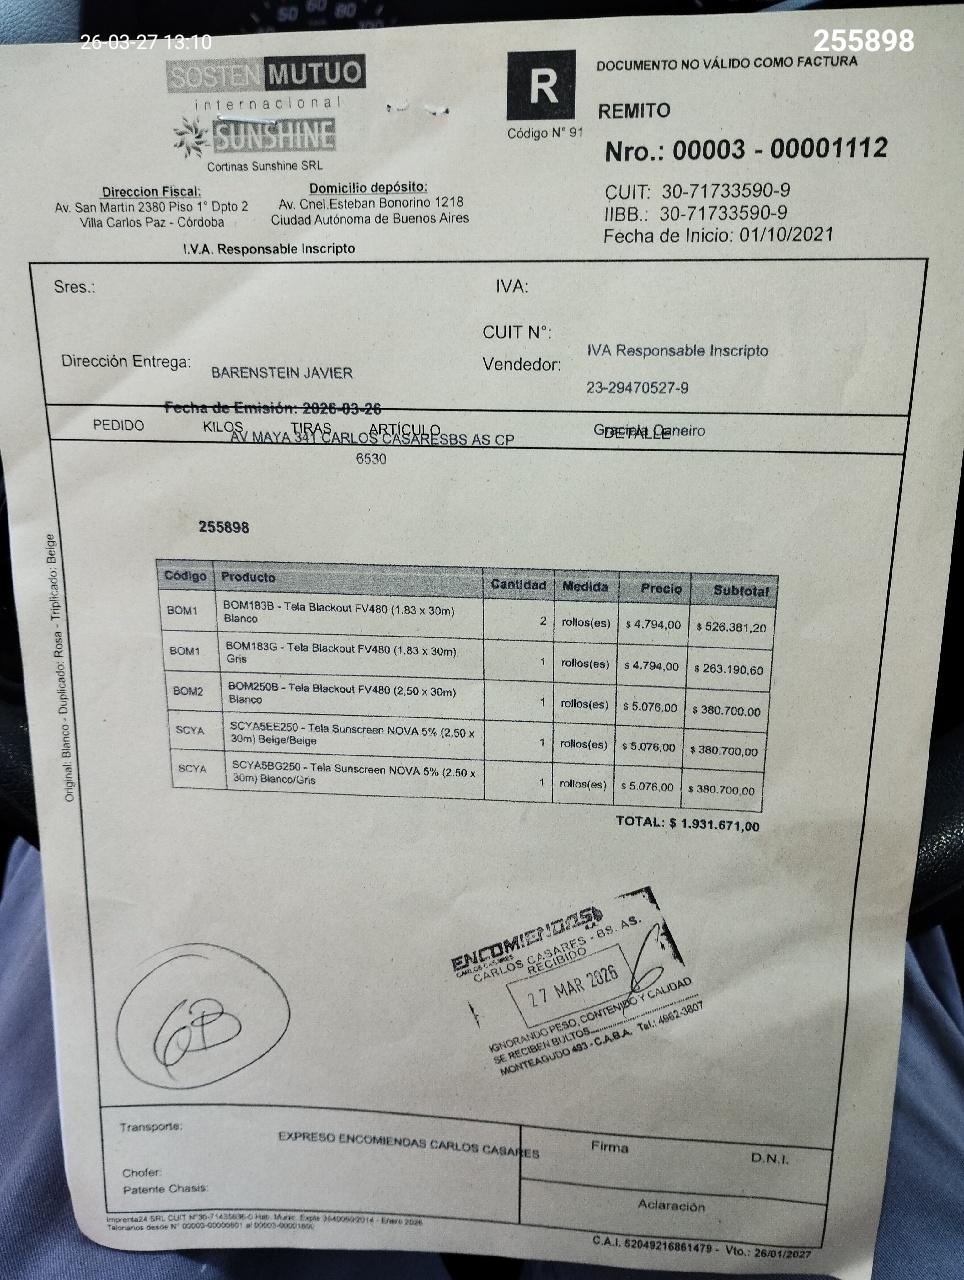 26-03-27 13:10
255898
SOSTEN MUTUO
internacional
SUNSHINE
Cortinas Sunshine SRL
R
Código N° 91
DOCUMENTO NO VÁLIDO COMO FACTURA
REMITO
Nro.: 00003 - 00001112
CUIT: 30-71733590-9
IIBB.: 30-71733590-9
Fecha de Inicio: 01/10/2021
Direccion Fiscal:
Av. San Martin 2380 Piso 1° Dpto 2
Villa Carlos Paz - Córdoba
Domicilio depósito:
Av. Cnel.Esteban Bonorino 1218
Ciudad Autónoma de Buenos Aires
I.V.A. Responsable Inscripto
Sres.:
IVA:
CUIT N°:
IVA Responsable Inscripto
Dirección Entrega:
BARENSTEIN JAVIER
Vendedor:
23-29470527-9
Fecha de Emisión: 2026-03-26
PEDIDO KILOS TIRAS ARTÍCULO DETALLE
AV MAYA 341 CARLOS CASARESBS AS CP
6530
Graciela Caneiro
255898
Código Producto Cantidad Medida Precio Subtotal
BOM1 BOM183B - Tela Blackout FV480 (1.83 x 30m) Blanco 2 rollos(es) $ 4.794,00 $ 526.381,20
BOM1 BOM183G - Tela Blackout FV480 (1,83 x 30m) Gris 1 rollos(es) $ 4.794,00 $ 263.190,60
BOM2 BOM250B - Tela Blackout FV480 (2,50 x 30m) Blanco 1 rollos(es) $ 5.076,00 $ 380.700,00
SCYA SCYA5EE250 - Tela Sunscreen NOVA 5% (2,50 x 30m) Beige/Beige 1 rollos(es) $ 5.076,00 $ 380.700,00
SCYA SCYA5BG250 - Tela Sunscreen NOVA 5% (2.50 x 30m) Blanco/Gris 1 rollos(es) $ 5.076,00 $ 380.700,00
TOTAL: $ 1.931.671,00
Original: Blanco - Duplicado: Rosa - Triplicado: Beige
ENCOMIENDAS
CARLOS CASARES - BS. AS.
RECIBIDO
27 MAR 2026
IGNORANDO PESO, CONTENIDO Y CALIDAD
SE RECIBEN BULTOS
MONTEAGUDO 493 - C.A.B.A. Tel.: 4962-3807
6B
Transporte:
EXPRESO ENCOMIENDAS CARLOS CASARES
Chofer:
Patente Chasis:
Firma
D.N.I.
Aclaración
C.A.I. 52049216861479 - Vto.: 26/01/2027